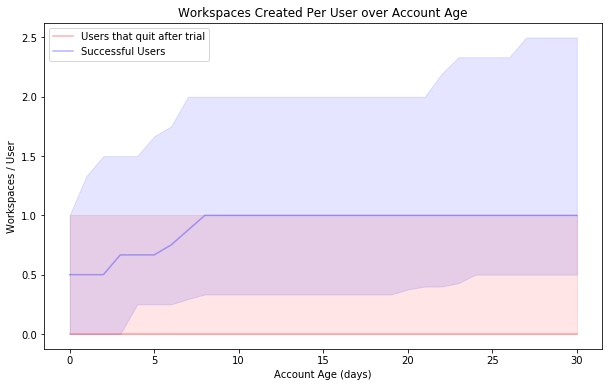 Workspaces Created Per User over Account Age
Users that quit after trial
Successful Users
2.5
2.0
1.5
1.0
0.5
0.0
Workspaces / User
0
5
10
15
20
25
30
Account Age (days)